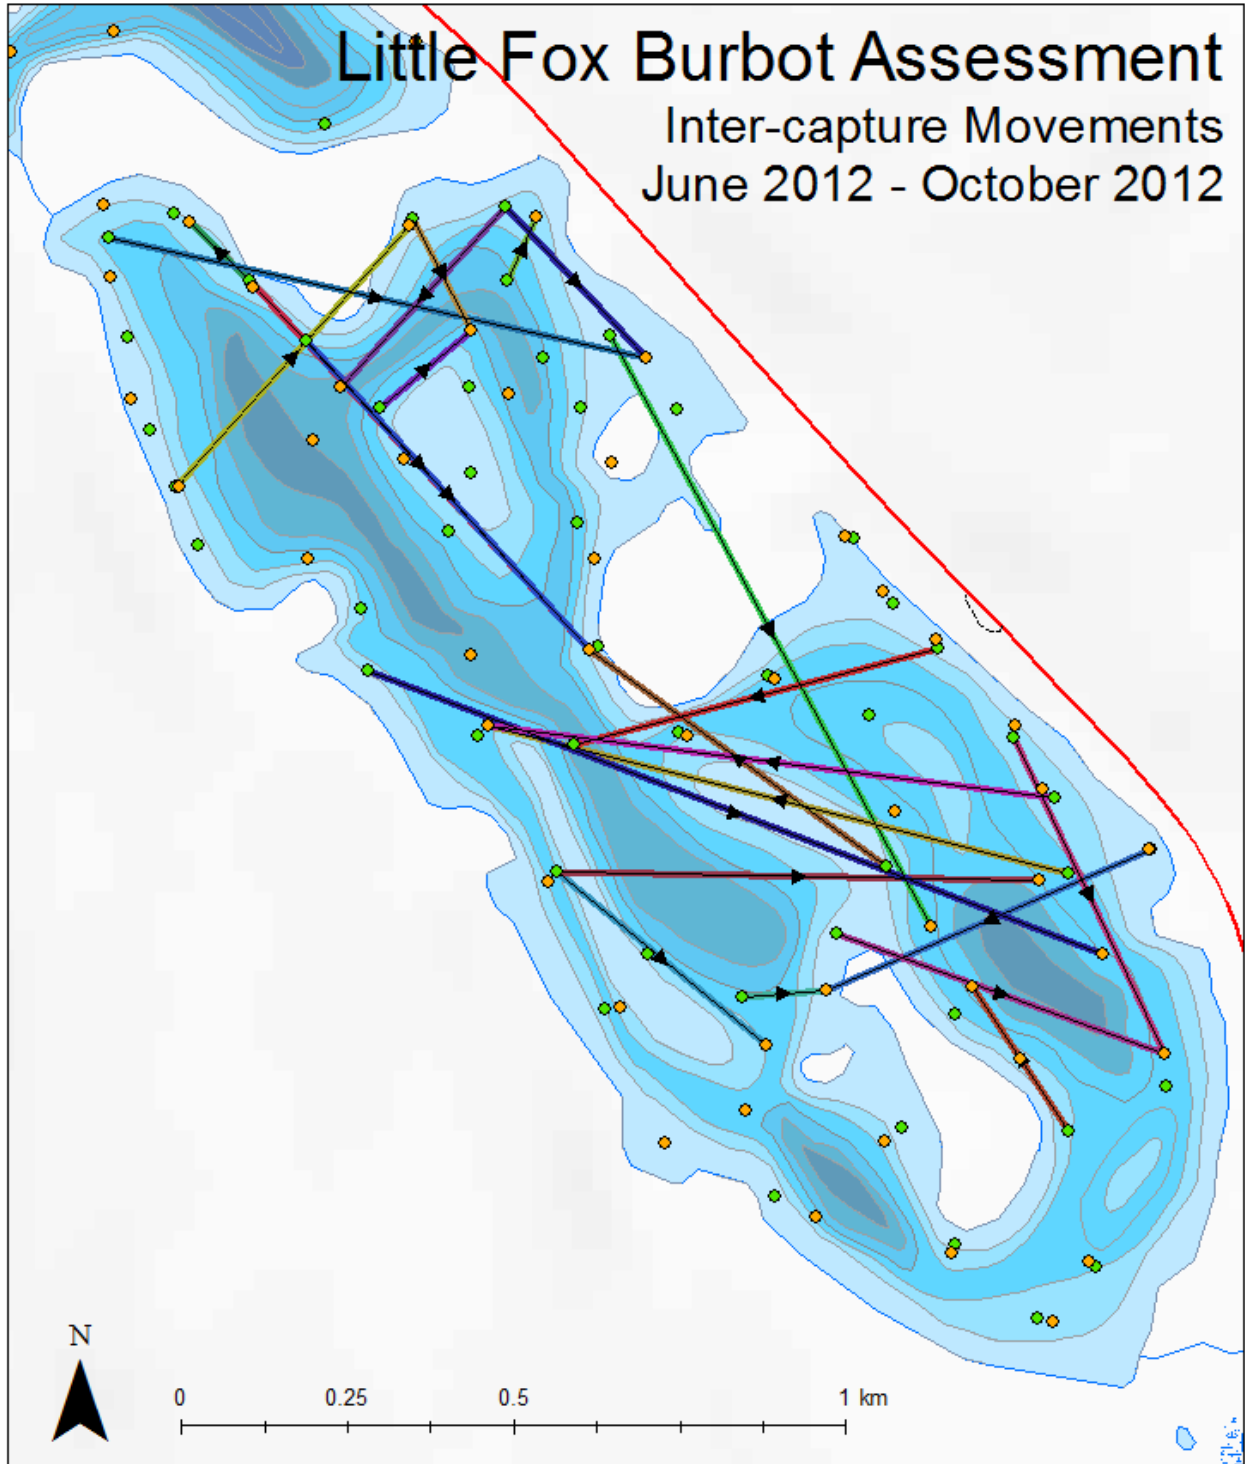 Little Fox Burbot Assessment
Inter-capture Movements
June 2012 - October 2012
N
0 0.25 0.5 1 km